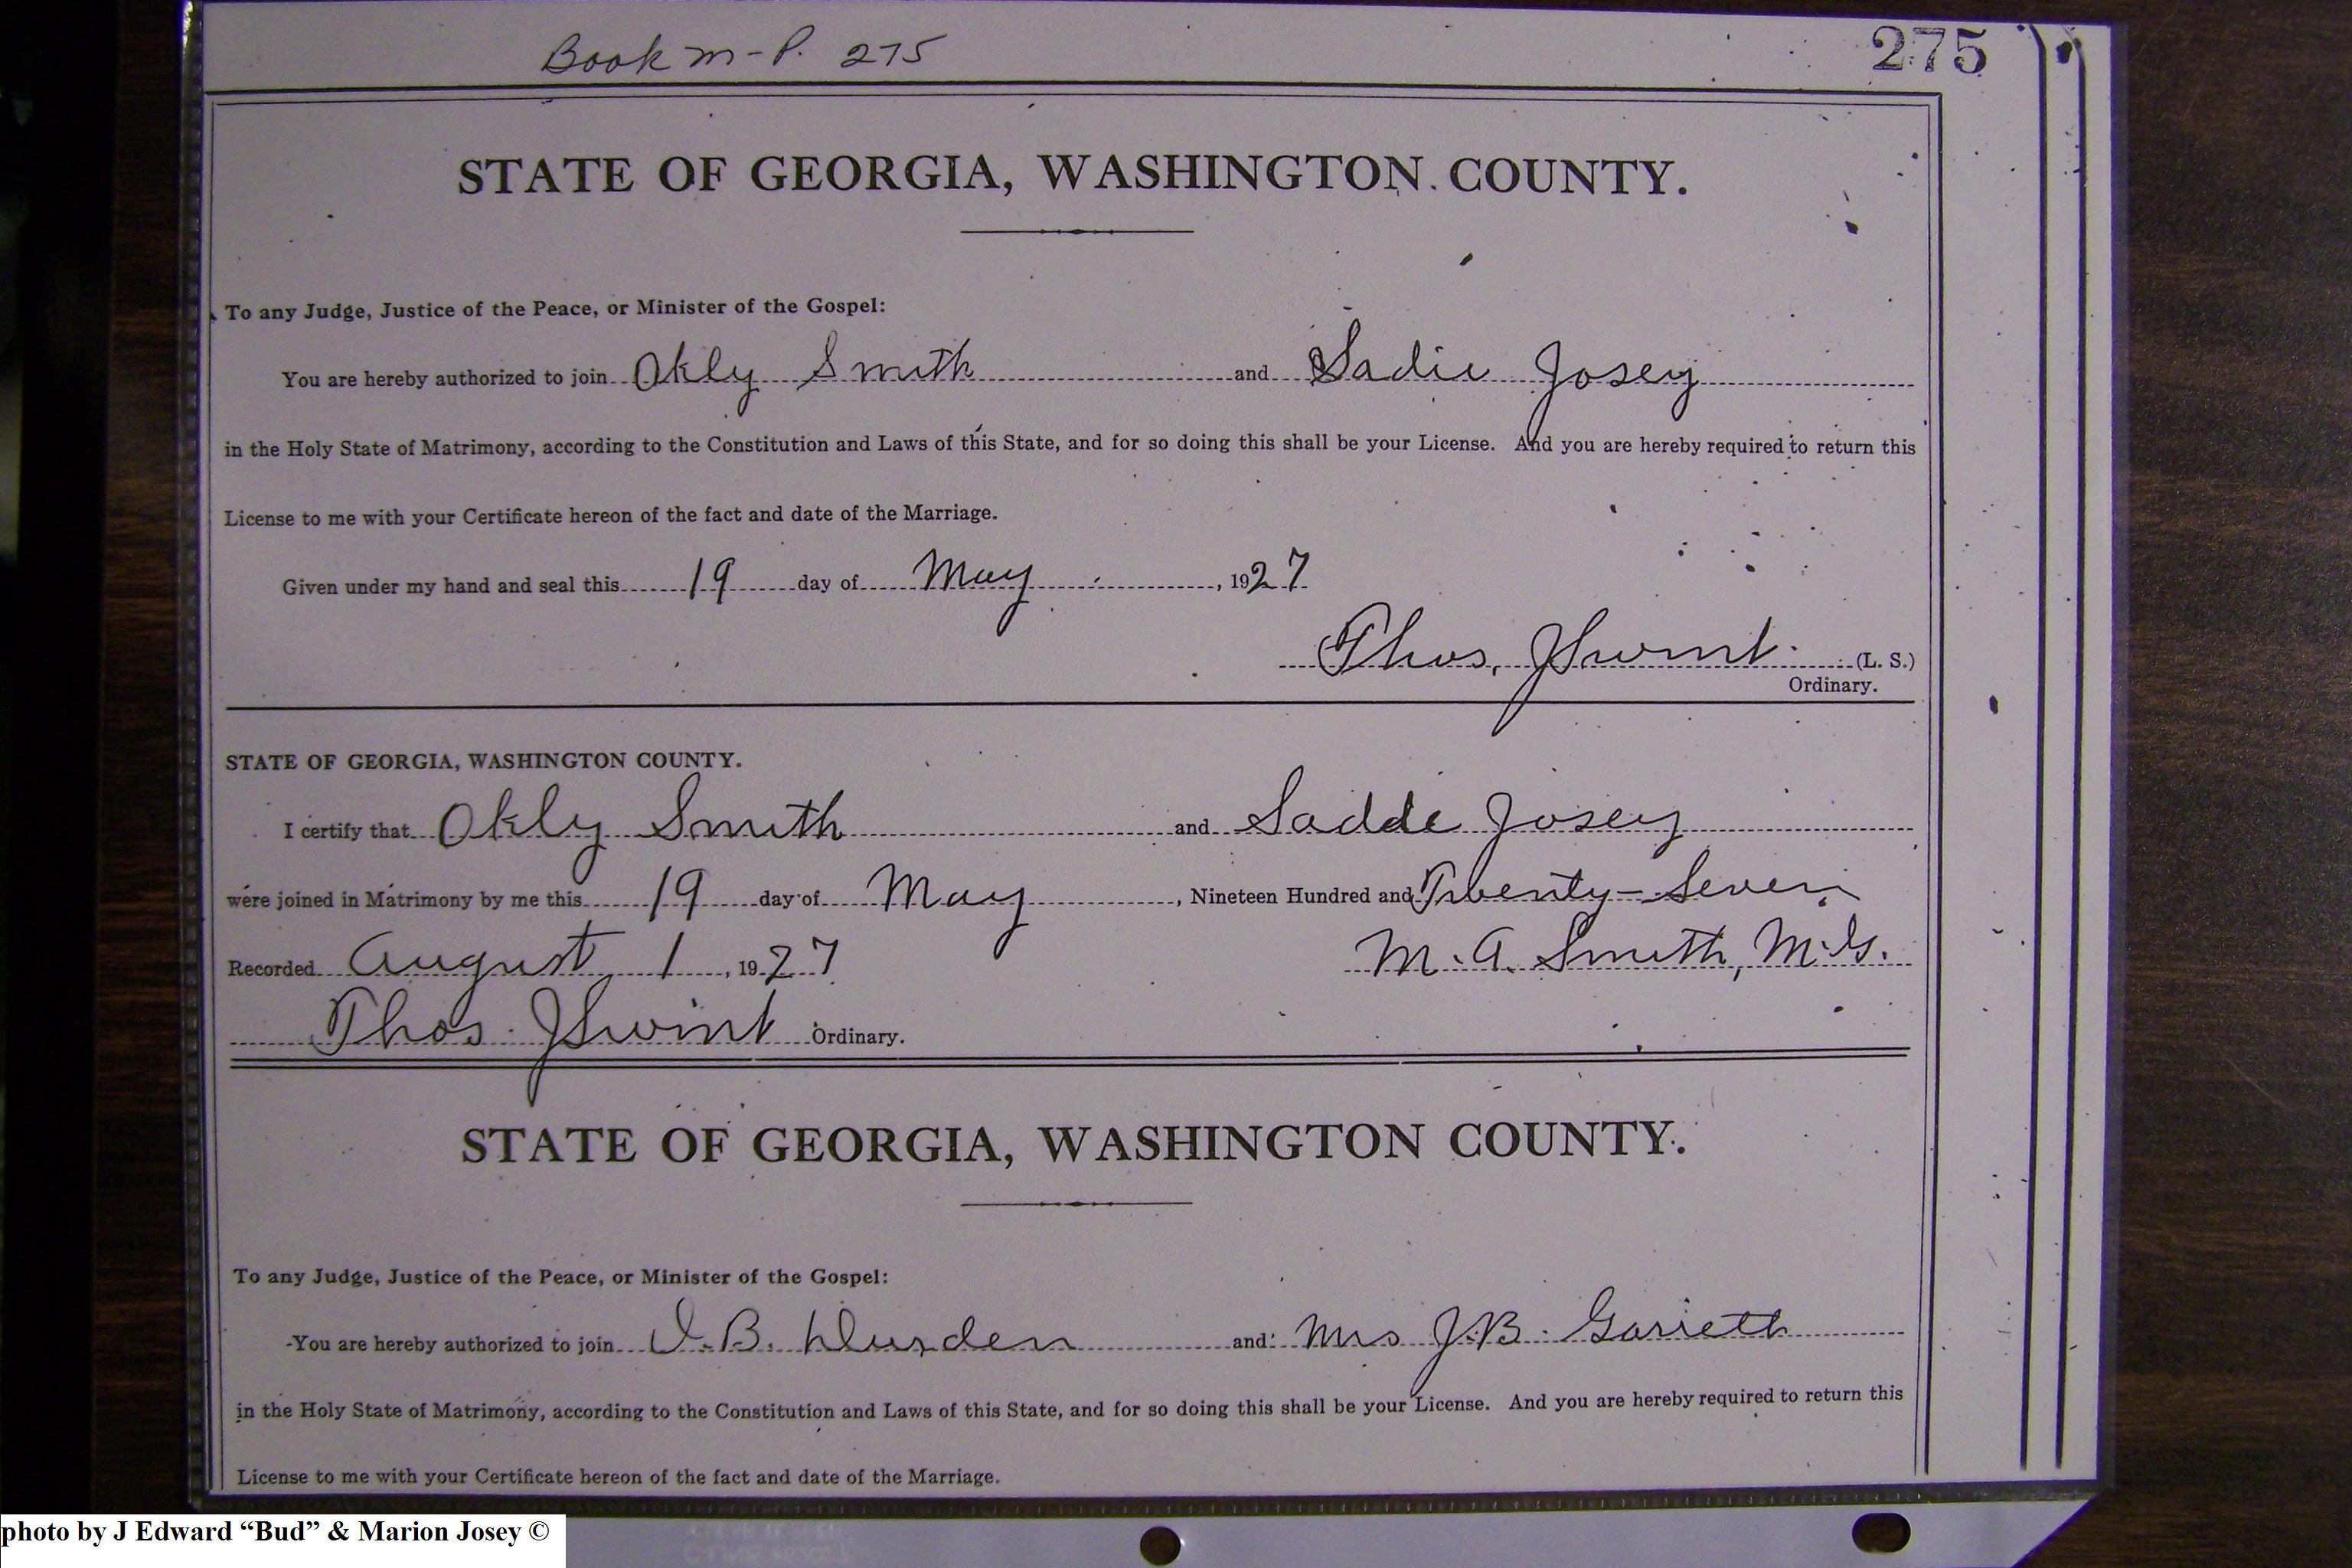 Book M-P. 275
275
STATE OF GEORGIA, WASHINGTON COUNTY.
To any Judge, Justice of the Peace, or Minister of the Gospel:
You are hereby authorized to join Okly Smith and Sadie Josey
in the Holy State of Matrimony, according to the Constitution and Laws of this State, and for so doing this shall be your License. And you are hereby required to return this
License to me with your Certificate hereon of the fact and date of the Marriage.
Given under my hand and seal this 19 day of May, 1927
Thos. J Swint. (L. S.)
Ordinary.
STATE OF GEORGIA, WASHINGTON COUNTY.
I certify that Okly Smith and Saddie Josey
were joined in Matrimony by me this 19 day of May, Nineteen Hundred and Twenty-Seven
Recorded August 1, 1927 M. A. Smith, M.G.
Thos. J Swint Ordinary.
STATE OF GEORGIA, WASHINGTON COUNTY.
To any Judge, Justice of the Peace, or Minister of the Gospel:
You are hereby authorized to join J.B. Durden and Mrs J.B. Garrett
in the Holy State of Matrimony, according to the Constitution and Laws of this State, and for so doing this shall be your License. And you are hereby required to return this
License to me with your Certificate hereon of the fact and date of the Marriage.
photo by J Edward “Bud” & Marion Josey ©